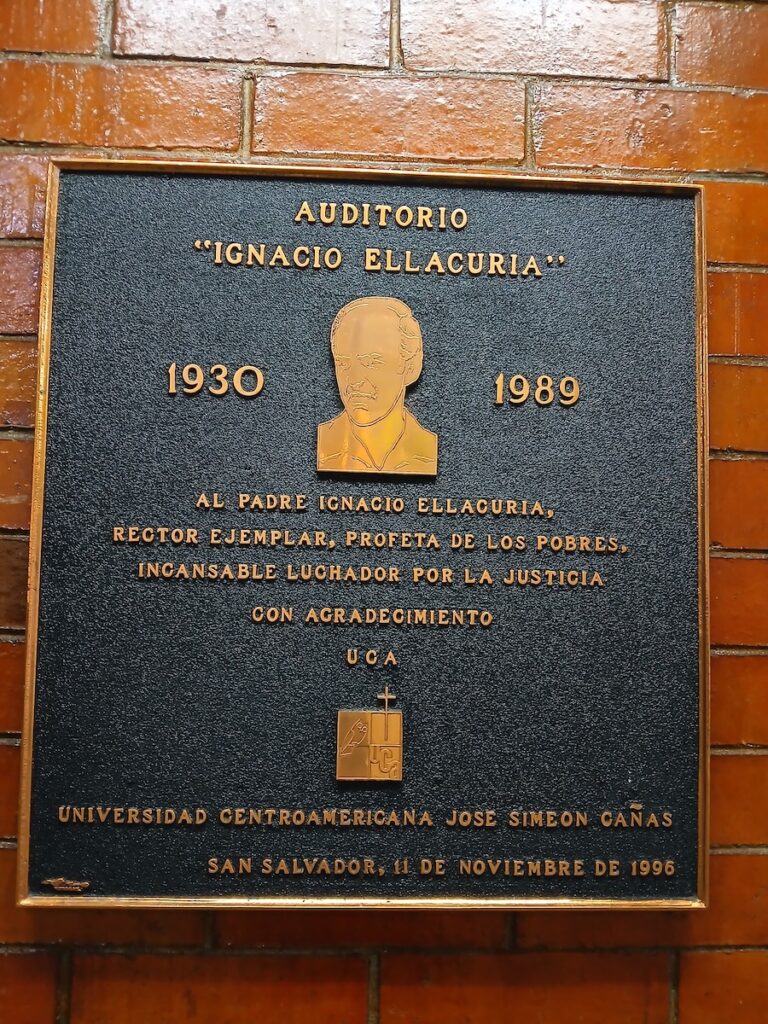 AUDITORIO
“IGNACIO ELLACURIA”
1930 1989
AL PADRE IGNACIO ELLACURIA,
RECTOR EJEMPLAR, PROFETA DE LOS POBRES,
INCANSABLE LUCHADOR POR LA JUSTICIA
CON AGRADECIMIENTO
UCA
UNIVERSIDAD CENTROAMERICANA JOSE SIMEON CAÑAS
SAN SALVADOR, 11 DE NOVIEMBRE DE 1996